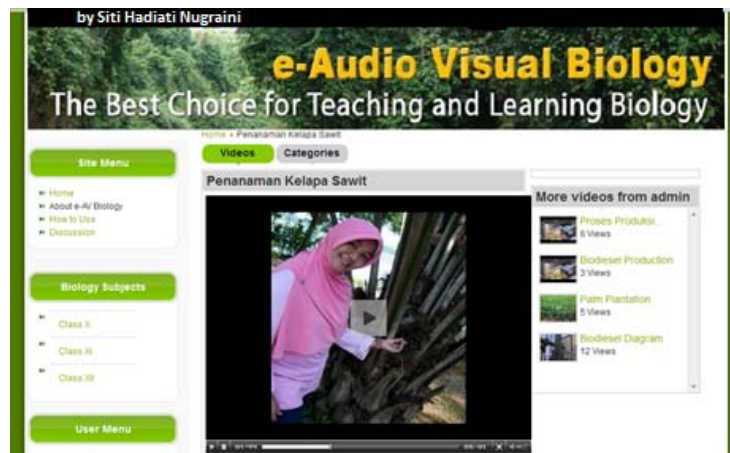 by Siti Hadiati Nugraini
e-Audio Visual Biology
The Best Choice for Teaching and Learning Biology
Home Penanaman Kelapa Sawit
Videos Categories
Site Menu
Home
About e-AV Biology
How to Use
Discussion
Biology Subjects
Class X
Class XI
Class XII
User Menu
Penanaman Kelapa Sawit
More videos from admin
Proses Produksi...
6 Views
Biodiesel Production
3 Views
Palm Plantation
5 Views
Biodiesel Diagram
12 Views